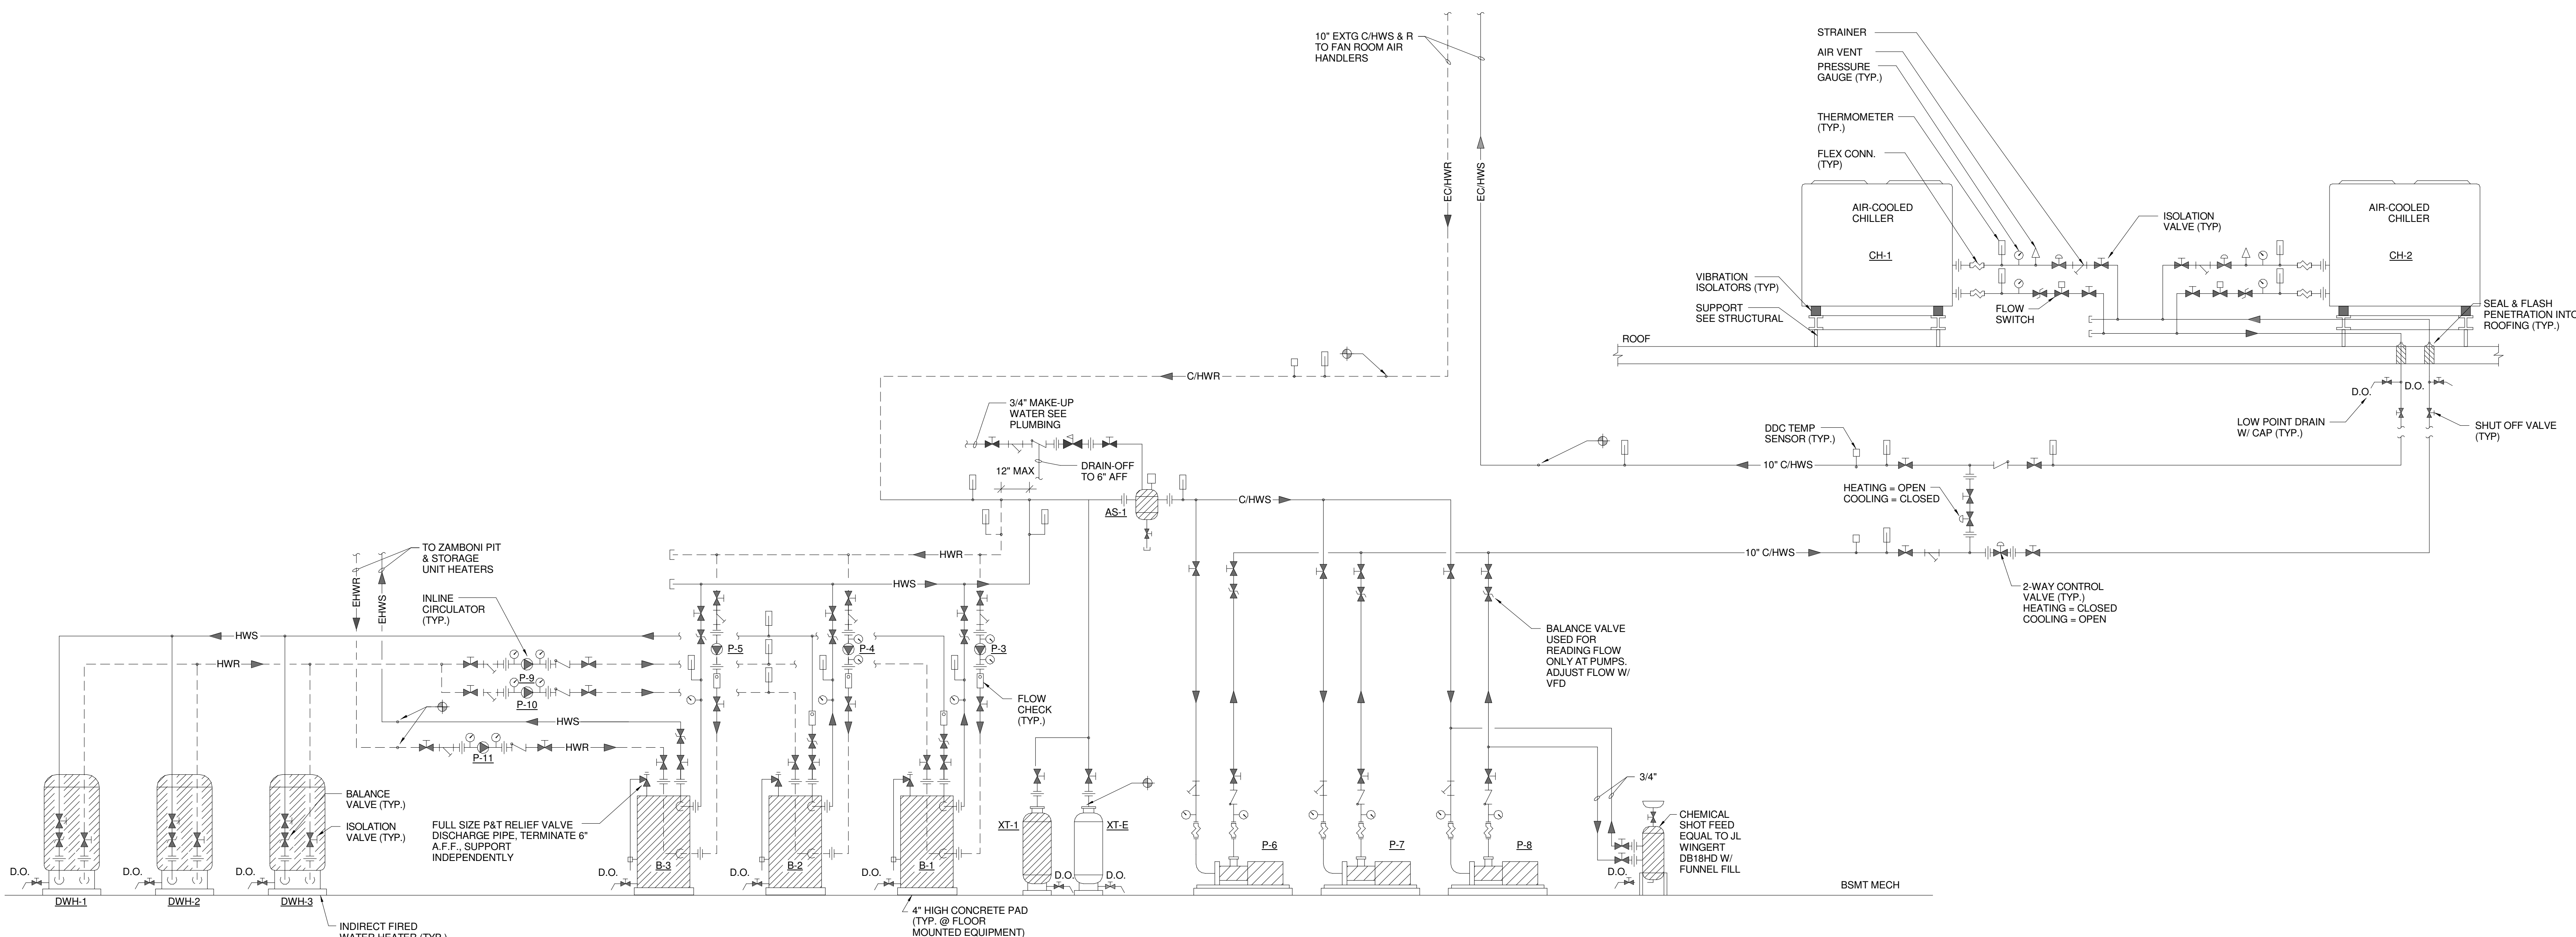 10" EXTG C/HWS & R
TO FAN ROOM AIR
HANDLERS
EC/HWR
EC/HWS
STRAINER
AIR VENT
PRESSURE
GAUGE (TYP.)
THERMOMETER
(TYP.)
FLEX CONN.
(TYP)
AIR-COOLED
CHILLER
CH-1
ISOLATION
VALVE (TYP)
AIR-COOLED
CHILLER
CH-2
VIBRATION
ISOLATORS (TYP)
SUPPORT
SEE STRUCTURAL
FLOW
SWITCH
SEAL & FLASH
PENETRATION INTO
ROOFING (TYP.)
ROOF
C/HWR
D.O.
D.O.
LOW POINT DRAIN
W/ CAP (TYP.)
SHUT OFF VALVE
(TYP)
3/4" MAKE-UP
WATER SEE
PLUMBING
12" MAX
DRAIN-OFF
TO 6" AFF
AS-1
C/HWS
DDC TEMP
SENSOR (TYP.)
10" C/HWS
HEATING = OPEN
COOLING = CLOSED
10" C/HWS
2-WAY CONTROL
VALVE (TYP.)
HEATING = CLOSED
COOLING = OPEN
TO ZAMBONI PIT
& STORAGE
UNIT HEATERS
EHWR
EHWS
INLINE
CIRCULATOR
(TYP.)
HWR
HWS
HWS
HWR
P-9
P-10
P-5
P-4
P-3
HWS
HWR
P-11
FLOW
CHECK
(TYP.)
BALANCE VALVE
USED FOR
READING FLOW
ONLY AT PUMPS.
ADJUST FLOW W/
VFD
3/4"
BALANCE
VALVE (TYP.)
ISOLATION
VALVE (TYP.)
FULL SIZE P&T RELIEF VALVE
DISCHARGE PIPE, TERMINATE 6"
A.F.F., SUPPORT
INDEPENDENTLY
XT-1
XT-E
CHEMICAL
SHOT FEED
EQUAL TO JL
WINGERT
DB18HD W/
FUNNEL FILL
D.O.
D.O.
D.O.
D.O.
B-3
D.O.
B-2
D.O.
B-1
D.O.
D.O.
P-6
P-7
P-8
D.O.
BSMT MECH
DWH-1
DWH-2
DWH-3
4" HIGH CONCRETE PAD
(TYP. @ FLOOR
MOUNTED EQUIPMENT)
INDIRECT FIRED
WATER HEATER (TYP.)